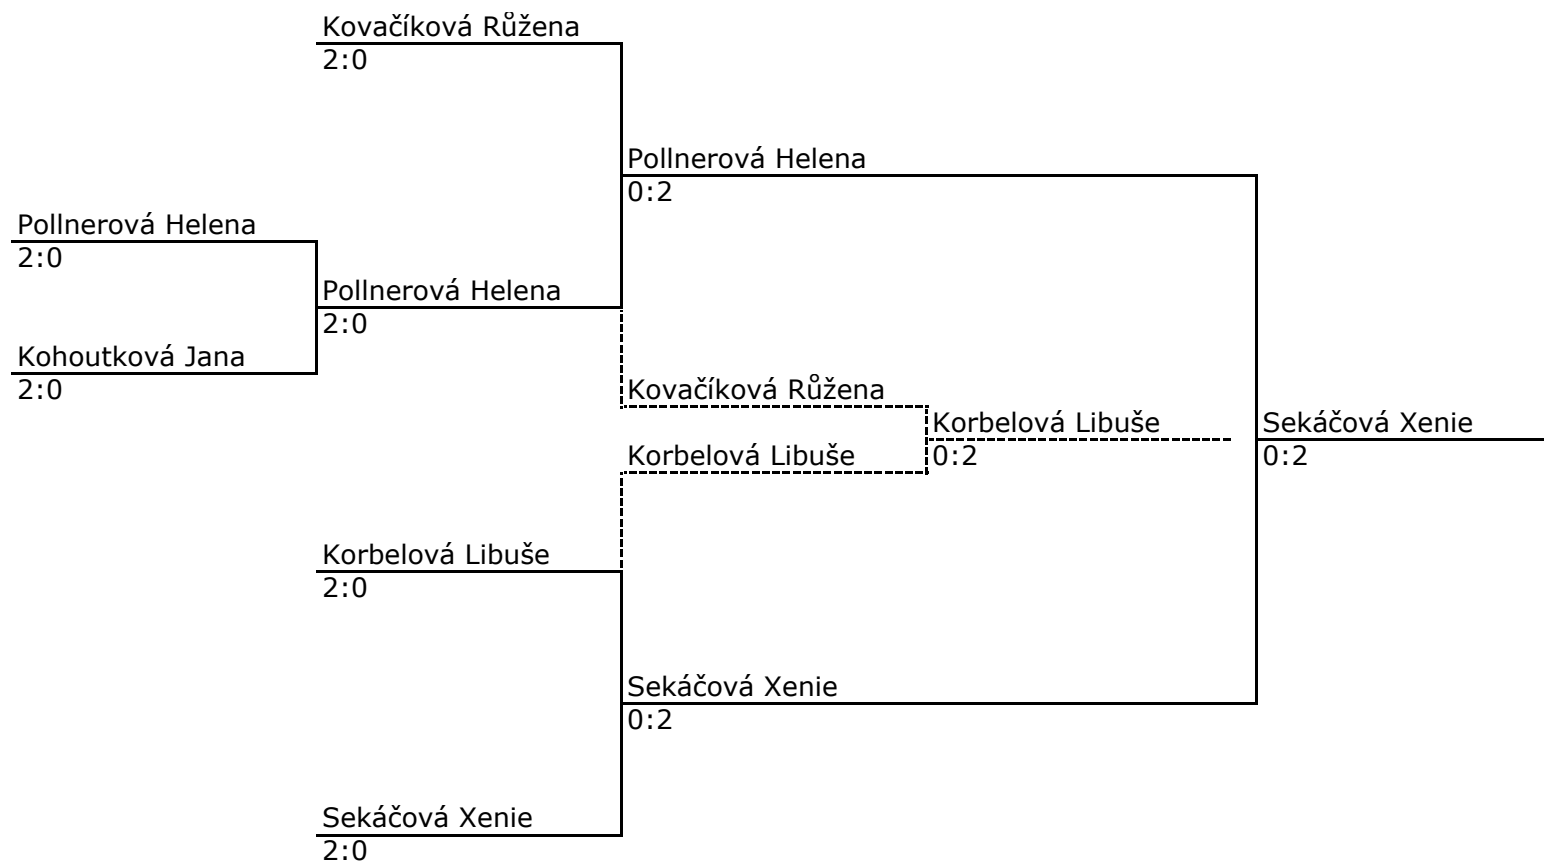 Kovačíková Růžena
2:0
Pollnerová Helena
0:2
Pollnerová Helena
2:0
Pollnerová Helena
2:0
Kohoutková Jana
2:0
Kovačíková Růžena
Korbelová Libuše
0:2
Sekáčová Xenie
0:2
Korbelová Libuše
Korbelová Libuše
2:0
Sekáčová Xenie
0:2
Sekáčová Xenie
2:0